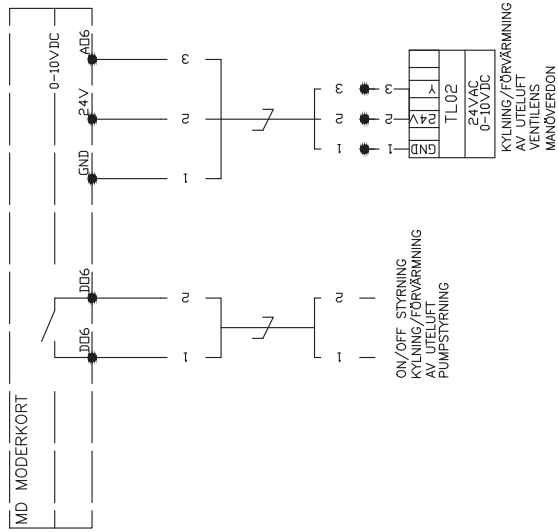 MD MODERKORT
0-10VDC
DO6
DO6
GND
24V
AO6
1
2
1
2
3
1
2
1
2
3
1
2
3
GND
24V
Y
TL02
24VAC
0-10VDC
ON/OFF STYRNING
KYLNING/FÖRVÄRMNING
AV UTELUFT
PUMPSTYRNING
KYLNING/FÖRVÄRMNING
AV UTELUFT
VENTILENS
MANÖVERDON